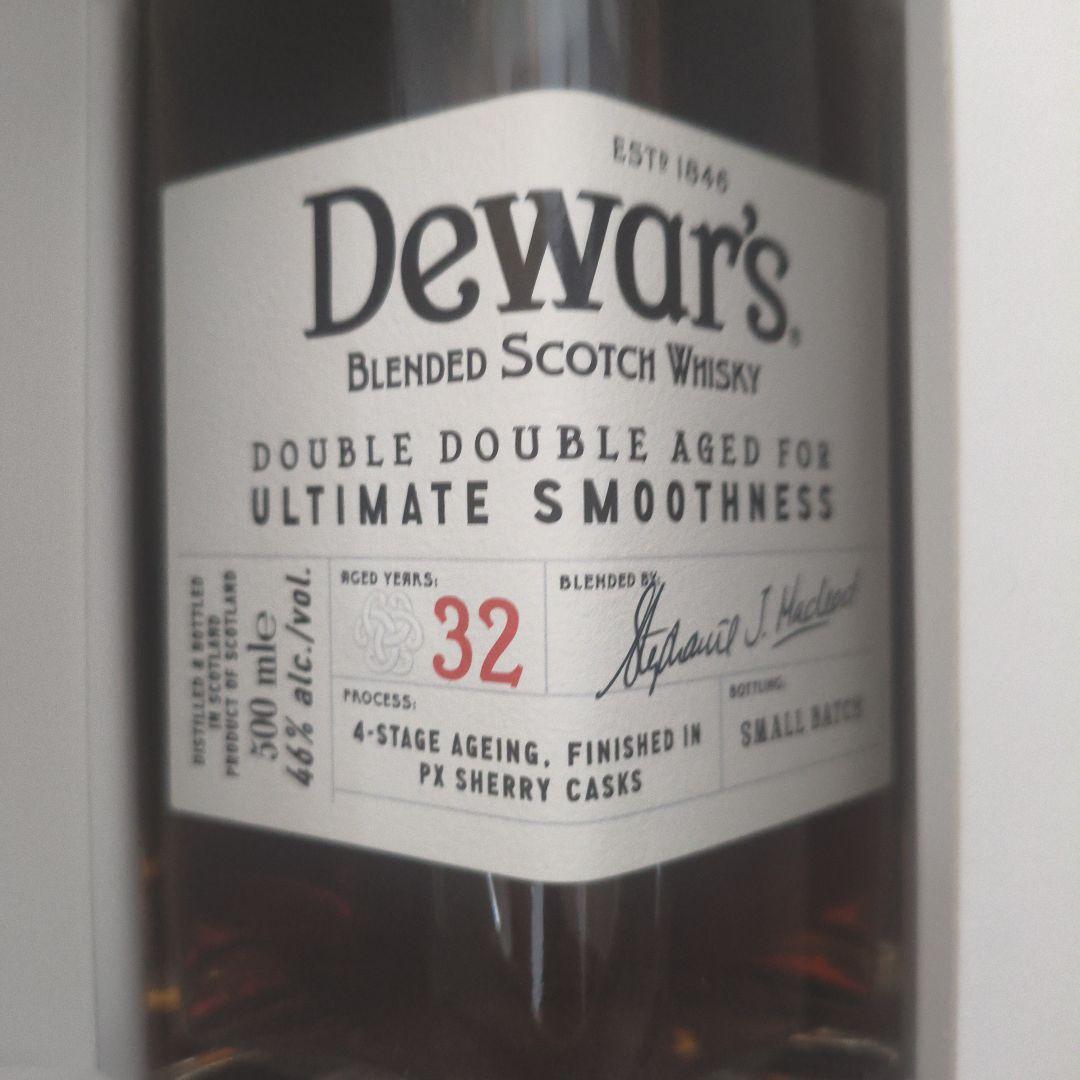 ESTD 1846
Dewar's®
BLENDED SCOTCH WHISKY
DOUBLE DOUBLE AGED FOR
ULTIMATE SMOOTHNESS
DISTILLED & BOTTLED
IN SCOTLAND
PRODUCT OF SCOTLAND
500 mle
46% alc./vol.
AGED YEARS:
32
BLENDED BY:
Stephanie J. Macleod
PROCESS:
4-STAGE AGEING, FINISHED IN
PX SHERRY CASKS
BOTTLING:
SMALL BATCH